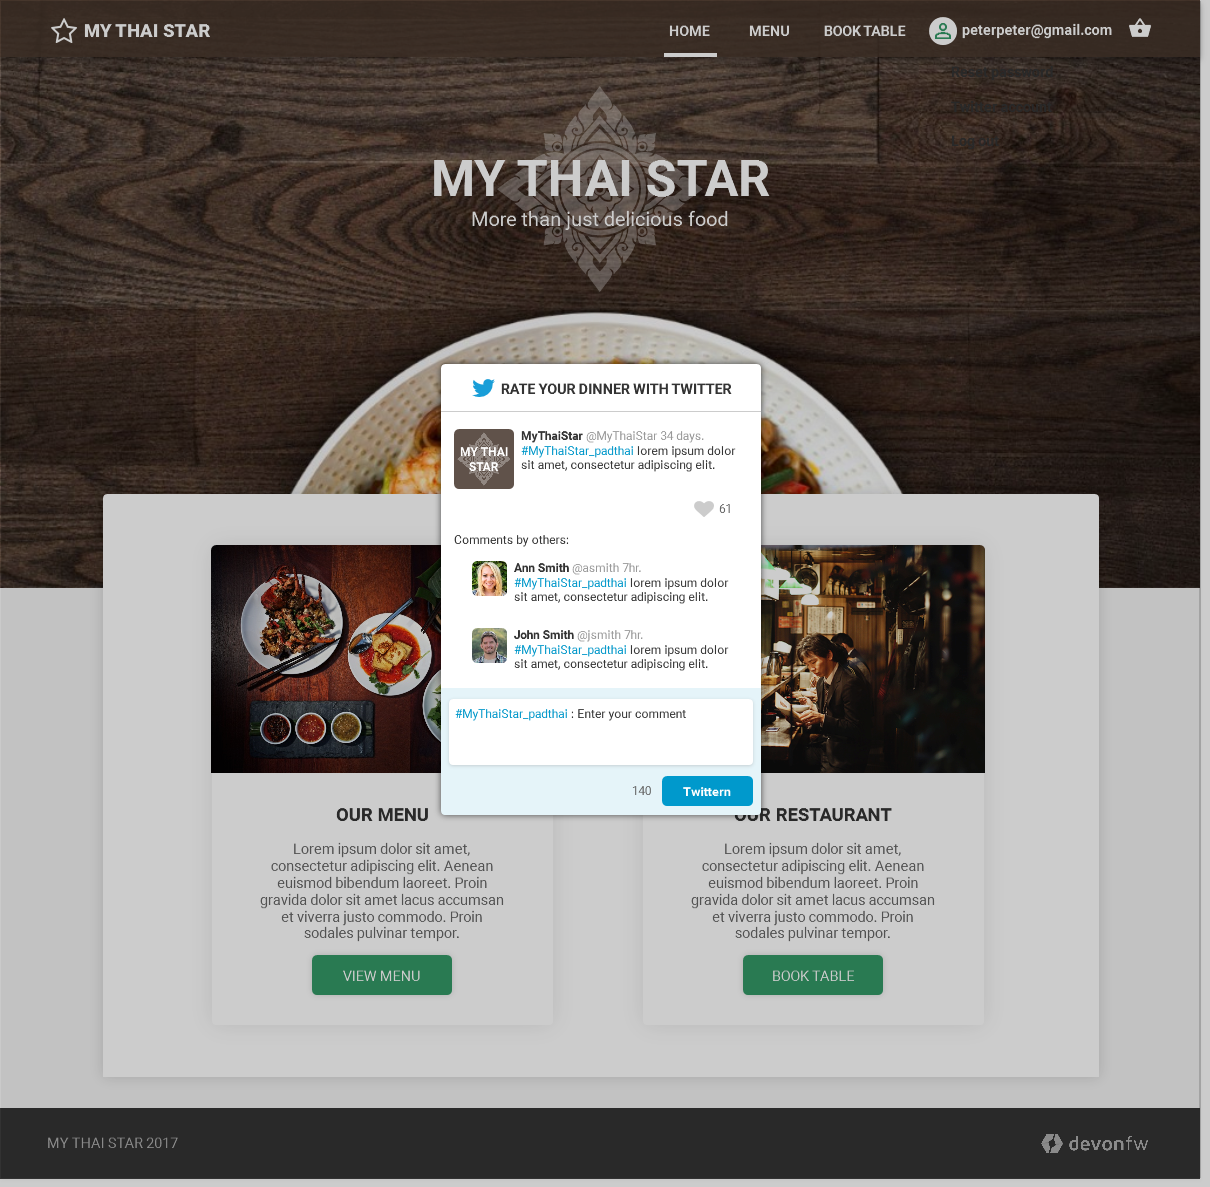 MY THAI STAR
HOME
MENU
BOOK TABLE
peterpeter@gmail.com
MY THAI STAR
More than just delicious food
RATE YOUR DINNER WITH TWITTER
MY THAI
STAR
MyThaiStar @MyThaiStar 34 days.
#MyThaiStar_padthai lorem ipsum dolor
sit amet, consectetur adipiscing elit.
61
Comments by others:
Ann Smith @asmith 7hr.
#MyThaiStar_padthai lorem ipsum dolor
sit amet, consectetur adipiscing elit.
John Smith @jsmith 7hr.
#MyThaiStar_padthai lorem ipsum dolor
sit amet, consectetur adipiscing elit.
#MyThaiStar_padthai : Enter your comment
140
Twittern
OUR MENU
Lorem ipsum dolor sit amet,
consectetur adipiscing elit. Aenean
euismod bibendum laoreet. Proin
gravida dolor sit amet lacus accumsan
et viverra justo commodo. Proin
sodales pulvinar tempor.
VIEW MENU
OUR RESTAURANT
Lorem ipsum dolor sit amet,
consectetur adipiscing elit. Aenean
euismod bibendum laoreet. Proin
gravida dolor sit amet lacus accumsan
et viverra justo commodo. Proin
sodales pulvinar tempor.
BOOK TABLE
MY THAI STAR 2017
devonfw